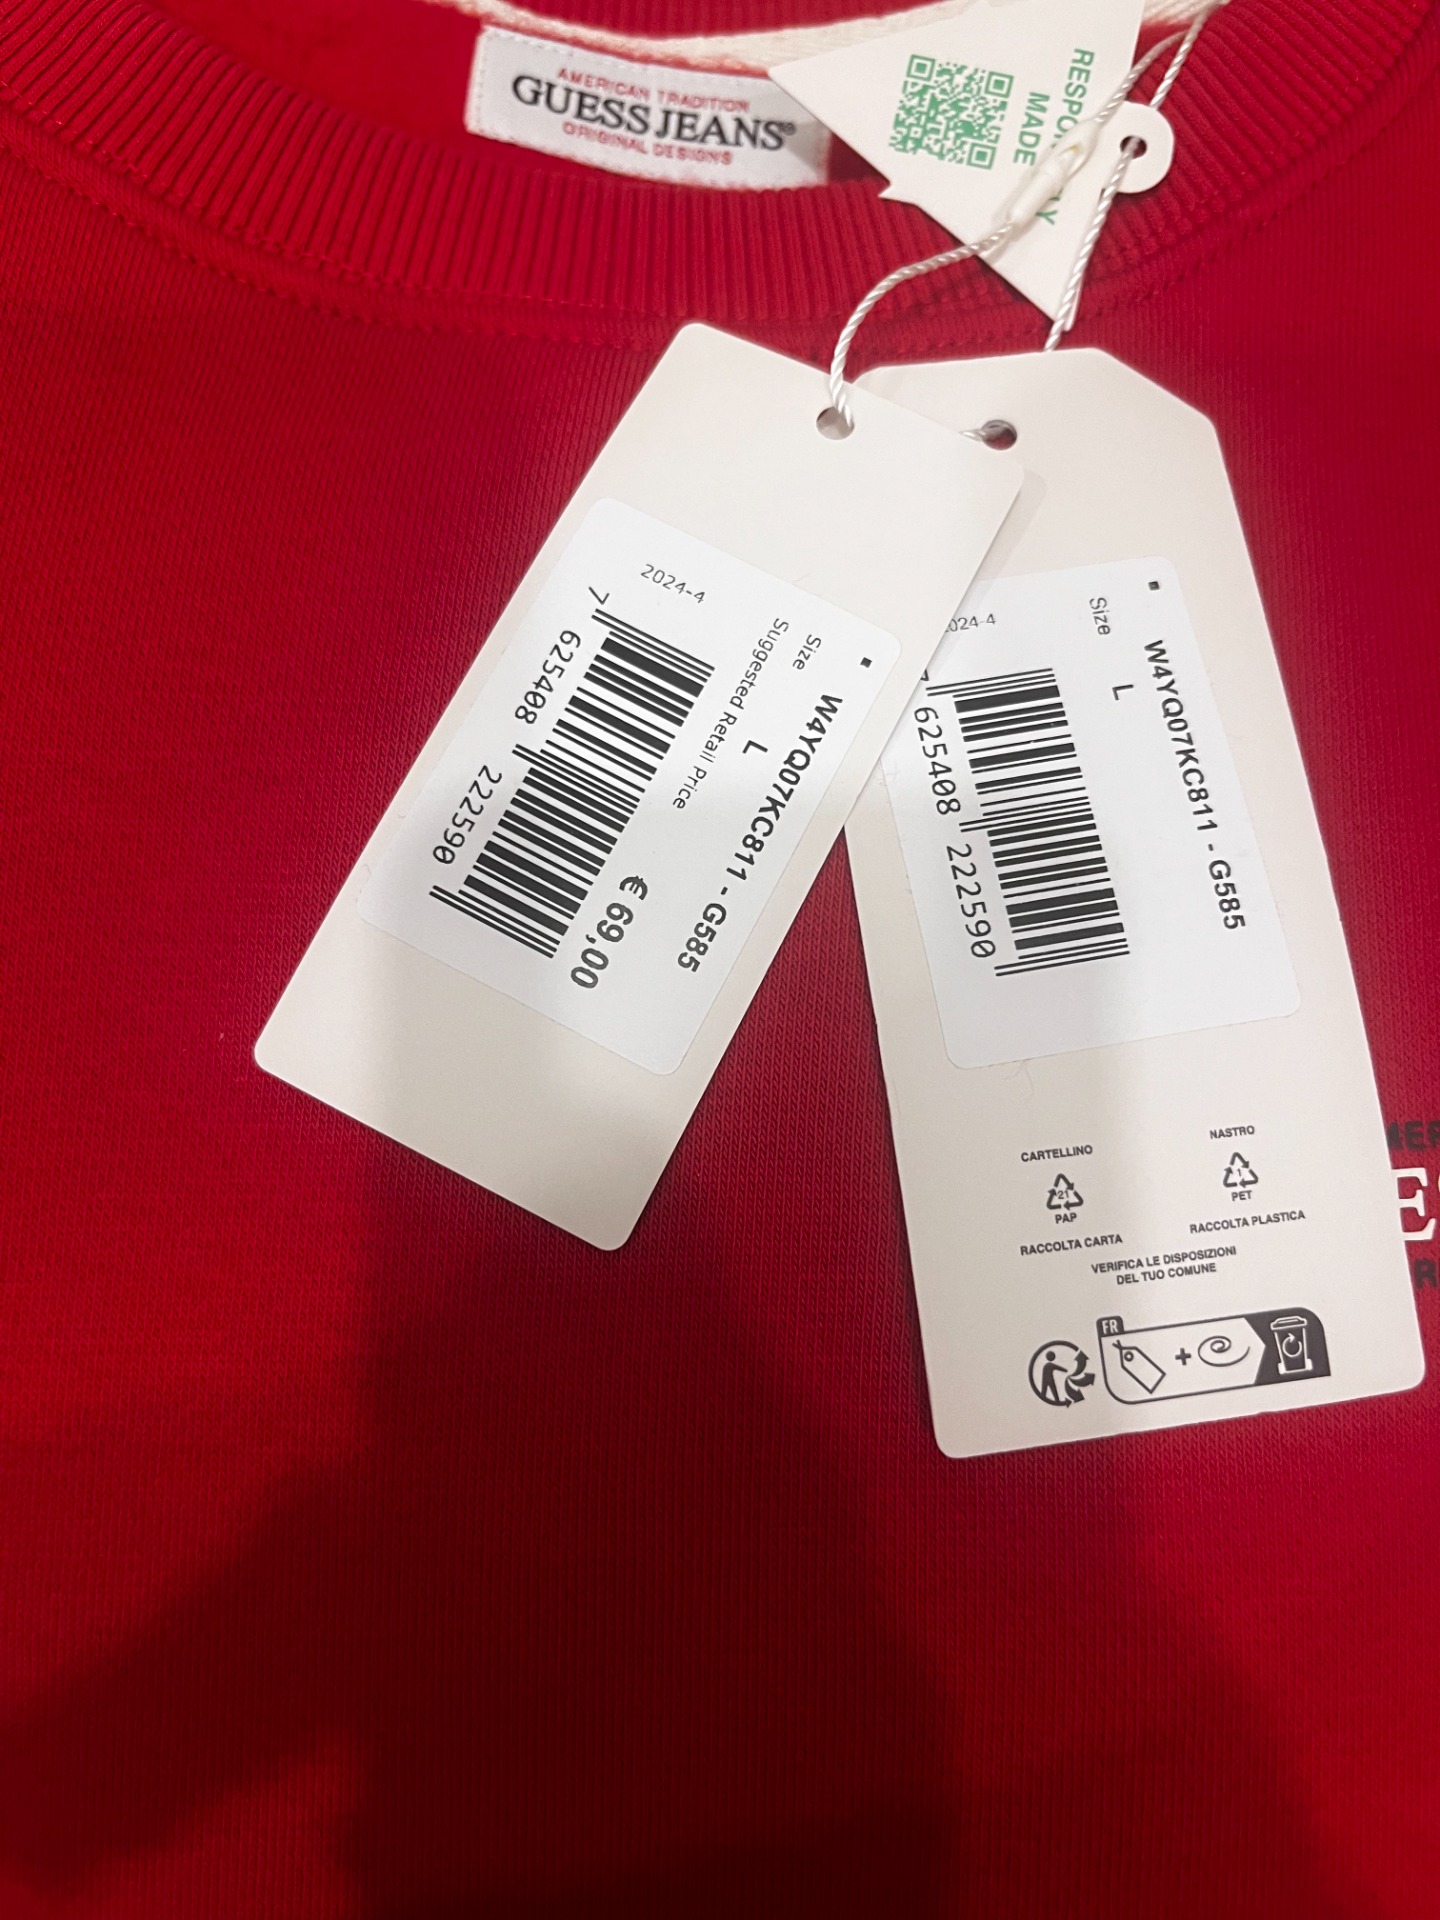 AMERICAN TRADITION
GUESS JEANS®
ORIGINAL DESIGNS
MADE
W4YQ07KC811 - G585
Size L
Suggested Retail Price
€ 69,00
2024-4
7 625408 222590
W4YQ07KC811 - G585
Size L
024-4
625408 222590
CARTELLINO
21
PAP
RACCOLTA CARTA
NASTRO
1
PET
RACCOLTA PLASTICA
VERIFICA LE DISPOSIZIONI
DEL TUO COMUNE
FR
+